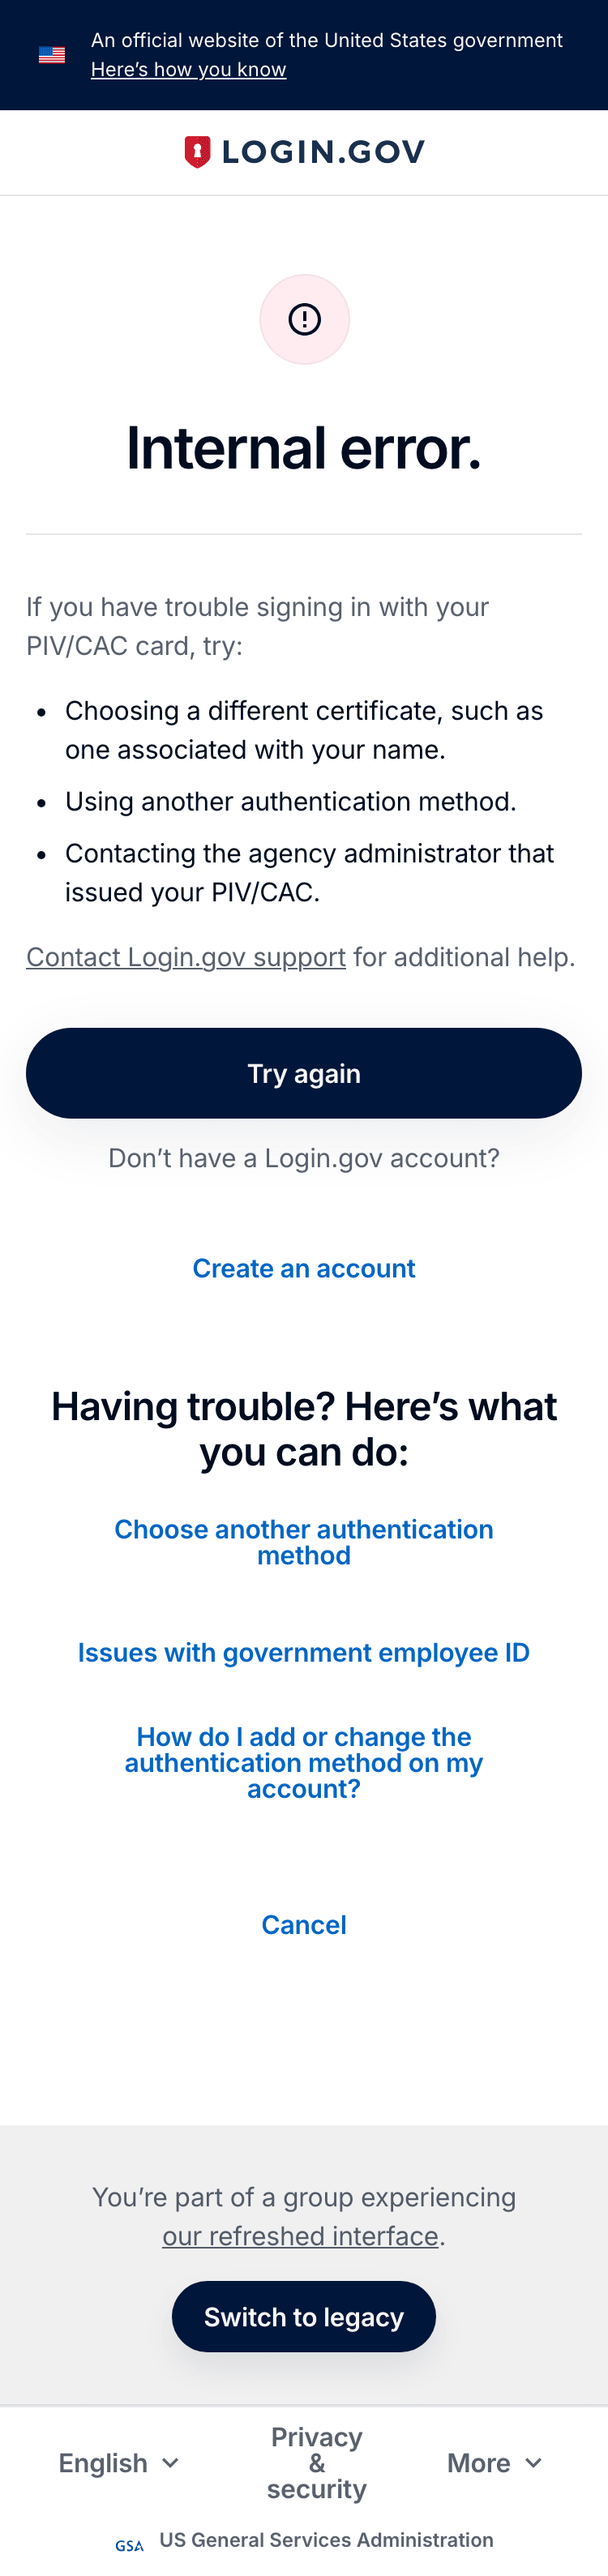 An official website of the United States government
Here’s how you know
LOGIN.GOV
Internal error.
If you have trouble signing in with your
PIV/CAC card, try:
• Choosing a different certificate, such as
one associated with your name.
• Using another authentication method.
• Contacting the agency administrator that
issued your PIV/CAC.
Contact Login.gov support for additional help.
Try again
Don’t have a Login.gov account?
Create an account
Having trouble? Here’s what
you can do:
Choose another authentication
method
Issues with government employee ID
How do I add or change the
authentication method on my
account?
Cancel
You’re part of a group experiencing
our refreshed interface.
Switch to legacy
English
Privacy
&
security
More
GSA US General Services Administration